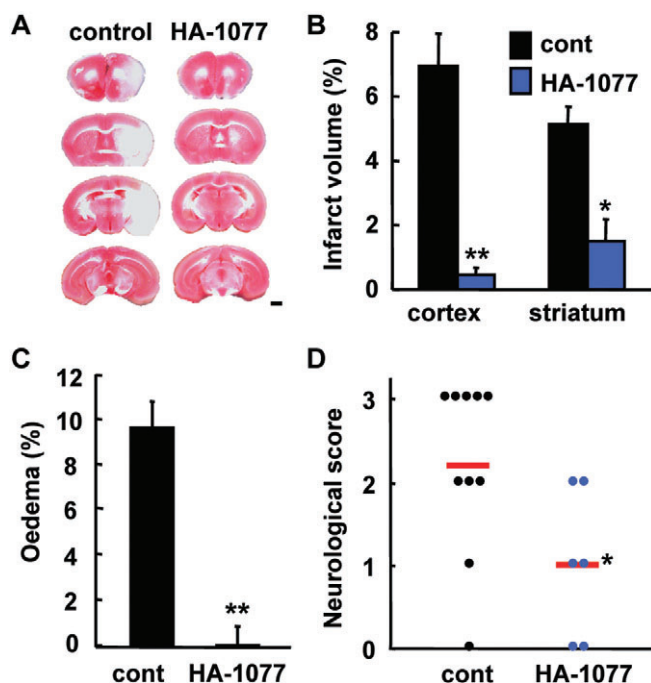 A
control HA-1077
B
Infarct volume (%)
8
6
4
2
0
cont
HA-1077
**
*
cortex striatum
C
Oedema (%)
12
10
8
6
4
2
0
**
cont HA-1077
D
Neurological score
3
2
1
0
*
cont HA-1077